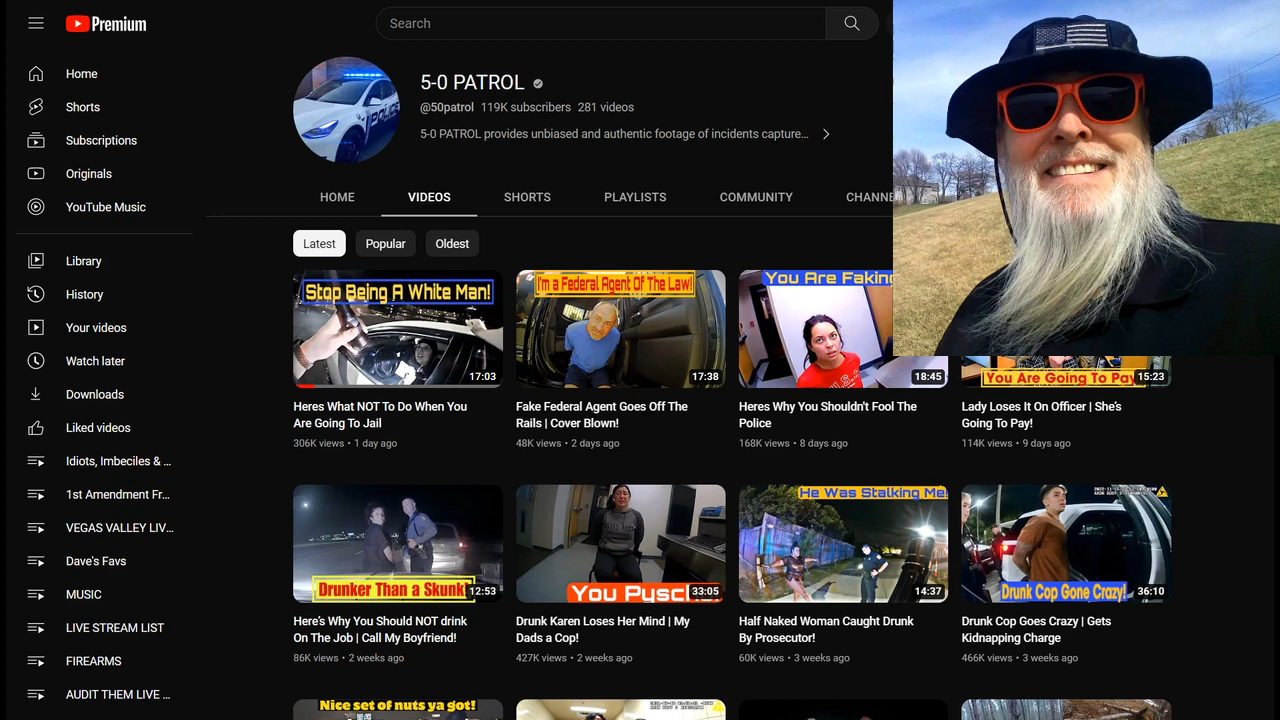 Premium
Search
Home
Shorts
Subscriptions
Originals
YouTube Music
Library
History
Your videos
Watch later
Downloads
Liked videos
Idiots, Imbeciles & ...
1st Amendment Fr...
VEGAS VALLEY LIV...
Dave's Favs
MUSIC
LIVE STREAM LIST
FIREARMS
AUDIT THEM LIVE ...
5-0 PATROL
@50patrol 119K subscribers 281 videos
5-0 PATROL provides unbiased and authentic footage of incidents capture...
HOME VIDEOS SHORTS PLAYLISTS COMMUNITY CHANNE
Latest Popular Oldest
Stop Being A White Man!
17:03
Heres What NOT To Do When You
Are Going To Jail
306K views • 1 day ago
I'm a Federal Agent Of The Law!
17:38
Fake Federal Agent Goes Off The
Rails | Cover Blown!
48K views • 2 days ago
You Are Faking
18:45
Heres Why You Shouldn't Fool The
Police
168K views • 8 days ago
You Are Going To Pay
15:23
Lady Loses It On Officer | She's
Going To Pay!
114K views • 9 days ago
Drunker Than a Skunk!
12:53
Here's Why You Should NOT drink
On The Job | Call My Boyfriend!
86K views • 2 weeks ago
You Pysc
33:05
Drunk Karen Loses Her Mind | My
Dads a Cop!
427K views • 2 weeks ago
He Was Stalking Me
14:37
Half Naked Woman Caught Drunk
By Prosecutor!
60K views • 3 weeks ago
Drunk Cop Gone Crazy!
36:10
Drunk Cop Goes Crazy | Gets
Kidnapping Charge
466K views • 3 weeks ago
Nice set of nuts ya got!